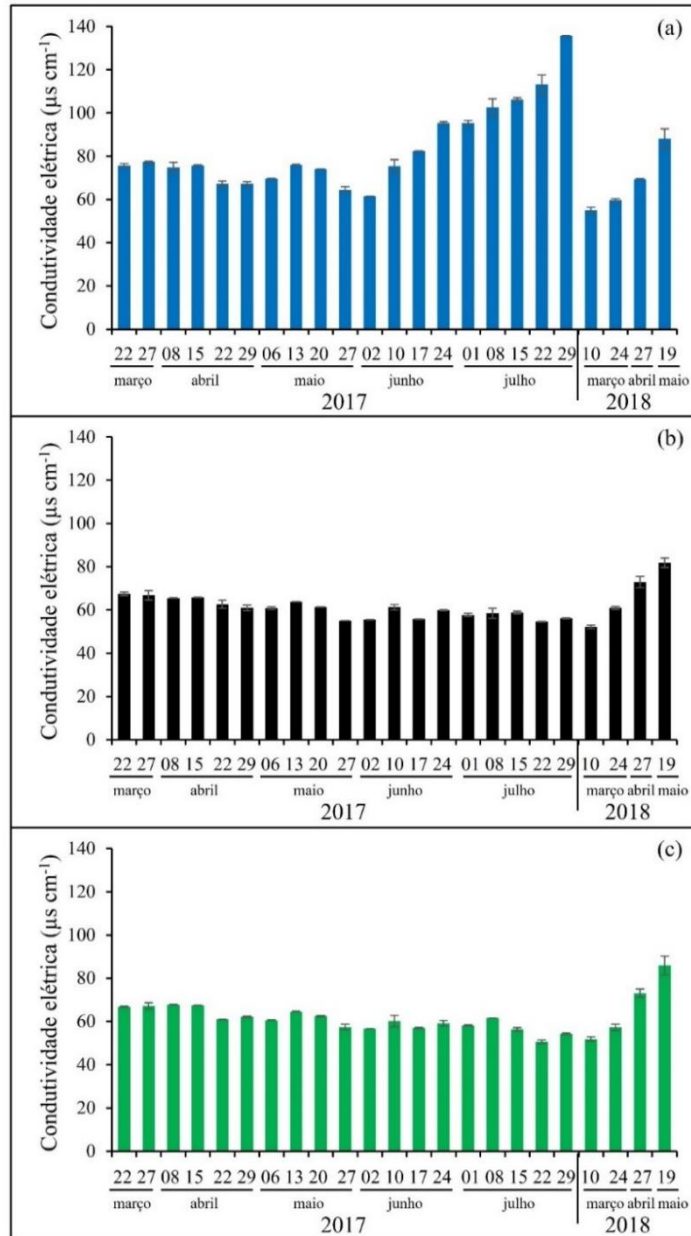 (a)
Condutividade elétrica (µs cm⁻¹)
140
120
100
80
60
40
20
0
22 27 08 15 22 29 06 13 20 27 02 10 17 24 01 08 15 22 29 10 24 27 19
março abril maio junho julho março abril maio
2017 2018
(b)
Condutividade elétrica (µs cm⁻¹)
140
120
100
80
60
40
20
0
22 27 08 15 22 29 06 13 20 27 02 10 17 24 01 08 15 22 29 10 24 27 19
março abril maio junho julho março abril maio
2017 2018
(c)
Condutividade elétrica (µs cm⁻¹)
140
120
100
80
60
40
20
0
22 27 08 15 22 29 06 13 20 27 02 10 17 24 01 08 15 22 29 10 24 27 19
março abril maio junho julho março abril maio
2017 2018